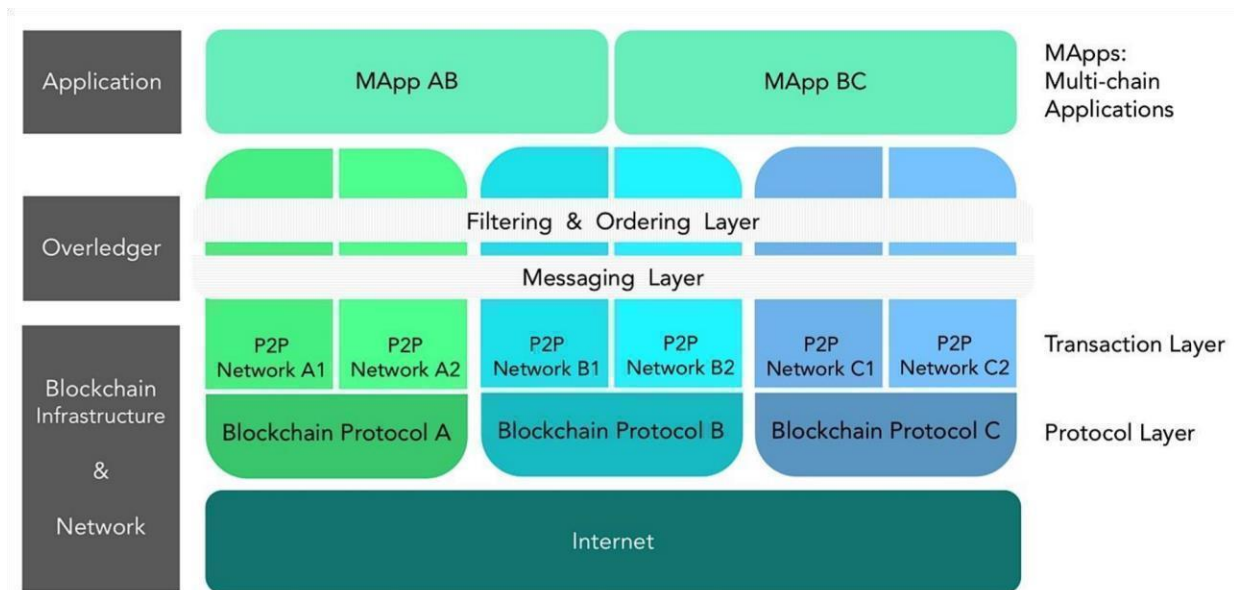 Application
MApp AB
MApp BC
MApps:
Multi-chain
Applications
Overledger
Filtering & Ordering Layer
Messaging Layer
Blockchain
Infrastructure
&
Network
P2P
Network A1
P2P
Network A2
P2P
Network B1
P2P
Network B2
P2P
Network C1
P2P
Network C2
Transaction Layer
Blockchain Protocol A
Blockchain Protocol B
Blockchain Protocol C
Protocol Layer
Internet